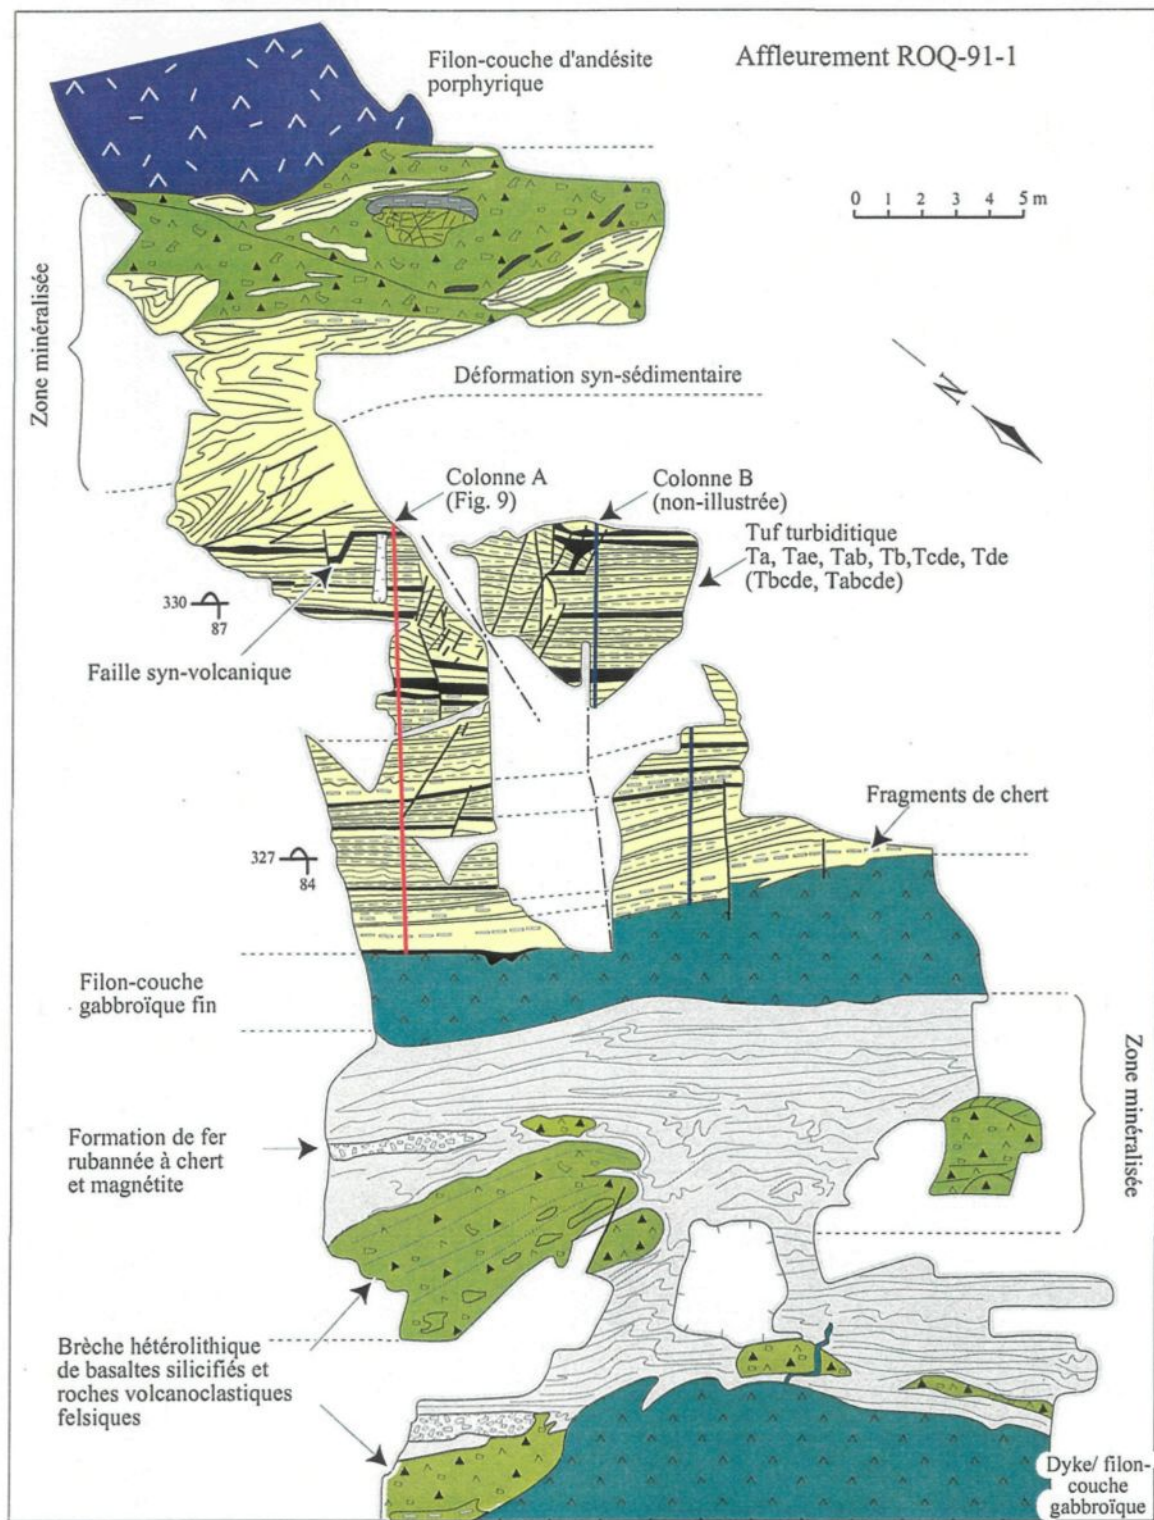 Affleurement ROQ-91-1
Filon-couche d'andésite
porphyrique
0 1 2 3 4 5 m
Zone minéralisée
Déformation syn-sédimentaire
N
Colonne A
(Fig. 9)
Colonne B
(non-illustrée)
Tuf turbiditique
Ta, Tae, Tab, Tb,Tcde, Tde
(Tbcde, Tabcde)
330
87
Faille syn-volcanique
Fragments de chert
327
84
Filon-couche
gabbroïque fin
Zone minéralisée
Formation de fer
rubannée à chert
et magnétite
Brèche hétérolithique
de basaltes silicifiés et
roches volcanoclastiques
felsiques
Dyke/ filon-
couche
gabbroïque